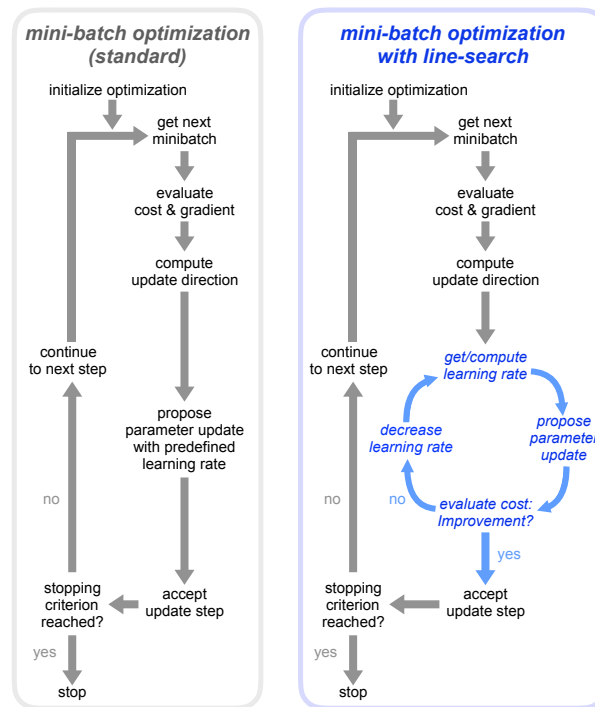 mini-batch optimization
(standard)
initialize optimization
get next
minibatch
evaluate
cost & gradient
compute
update direction
continue
to next step
propose
parameter update
with predefined
learning rate
no
stopping
criterion
reached?
accept
update step
yes
stop
mini-batch optimization
with line-search
initialize optimization
get next
minibatch
evaluate
cost & gradient
compute
update direction
get/compute
learning rate
continue
to next step
decrease
learning rate
propose
parameter
update
no
no
evaluate cost:
Improvement?
yes
stopping
criterion
reached?
accept
update step
yes
stop